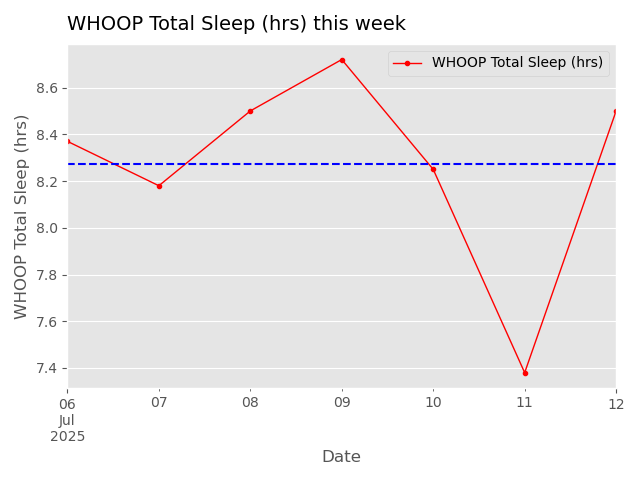 WHOOP Total Sleep (hrs) this week
WHOOP Total Sleep (hrs)
WHOOP Total Sleep (hrs)
8.6
8.4
8.2
8.0
7.8
7.6
7.4
06 07 08 09 10 11 12
Jul
2025
Date